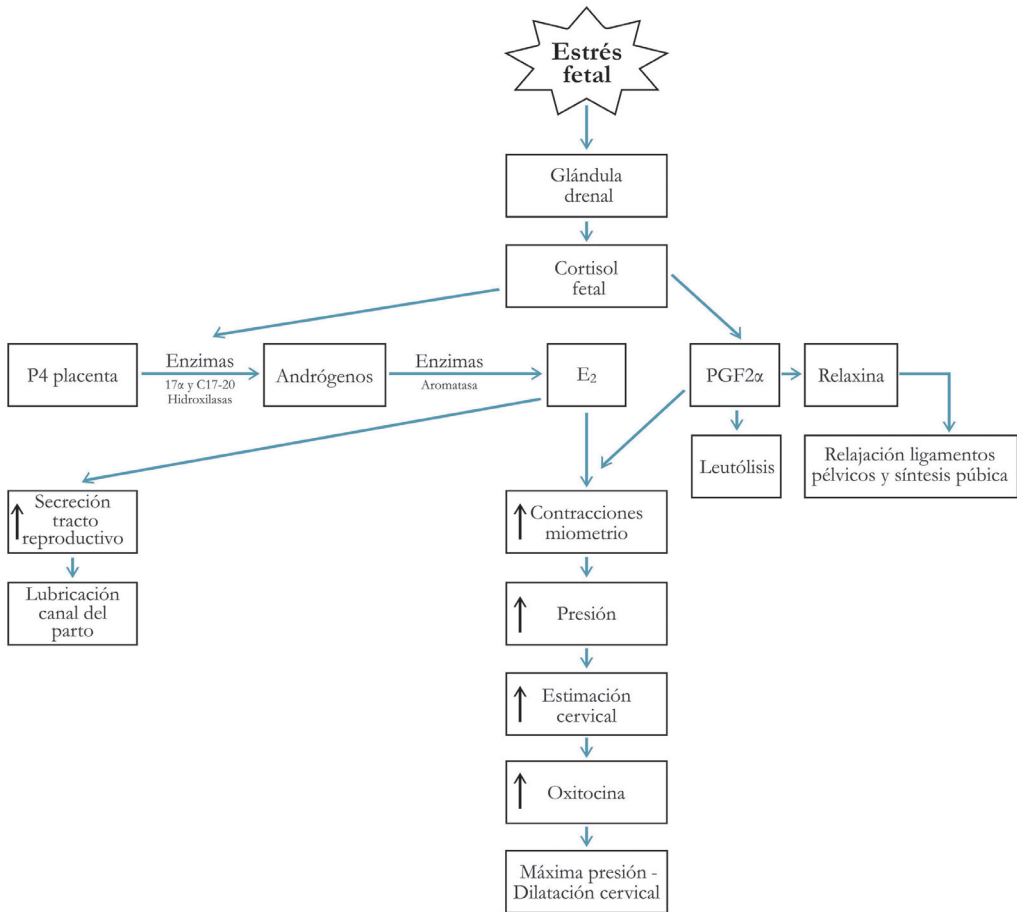 Estrés
fetal
Glándula
drenal
Cortisol
fetal
P4 placenta
Enzimas
17α y C17-20
Hidroxilasas
Andrógenos
Enzimas
Aromatasa
E₂
PGF2α
Relaxina
Leutólisis
Relajación ligamentos
pélvicos y síntesis púbica
Secreción
tracto
reproductivo
Contracciones
miometrio
Lubricación
canal del
parto
Presión
Estimación
cervical
Oxitocina
Máxima presión -
Dilatación cervical